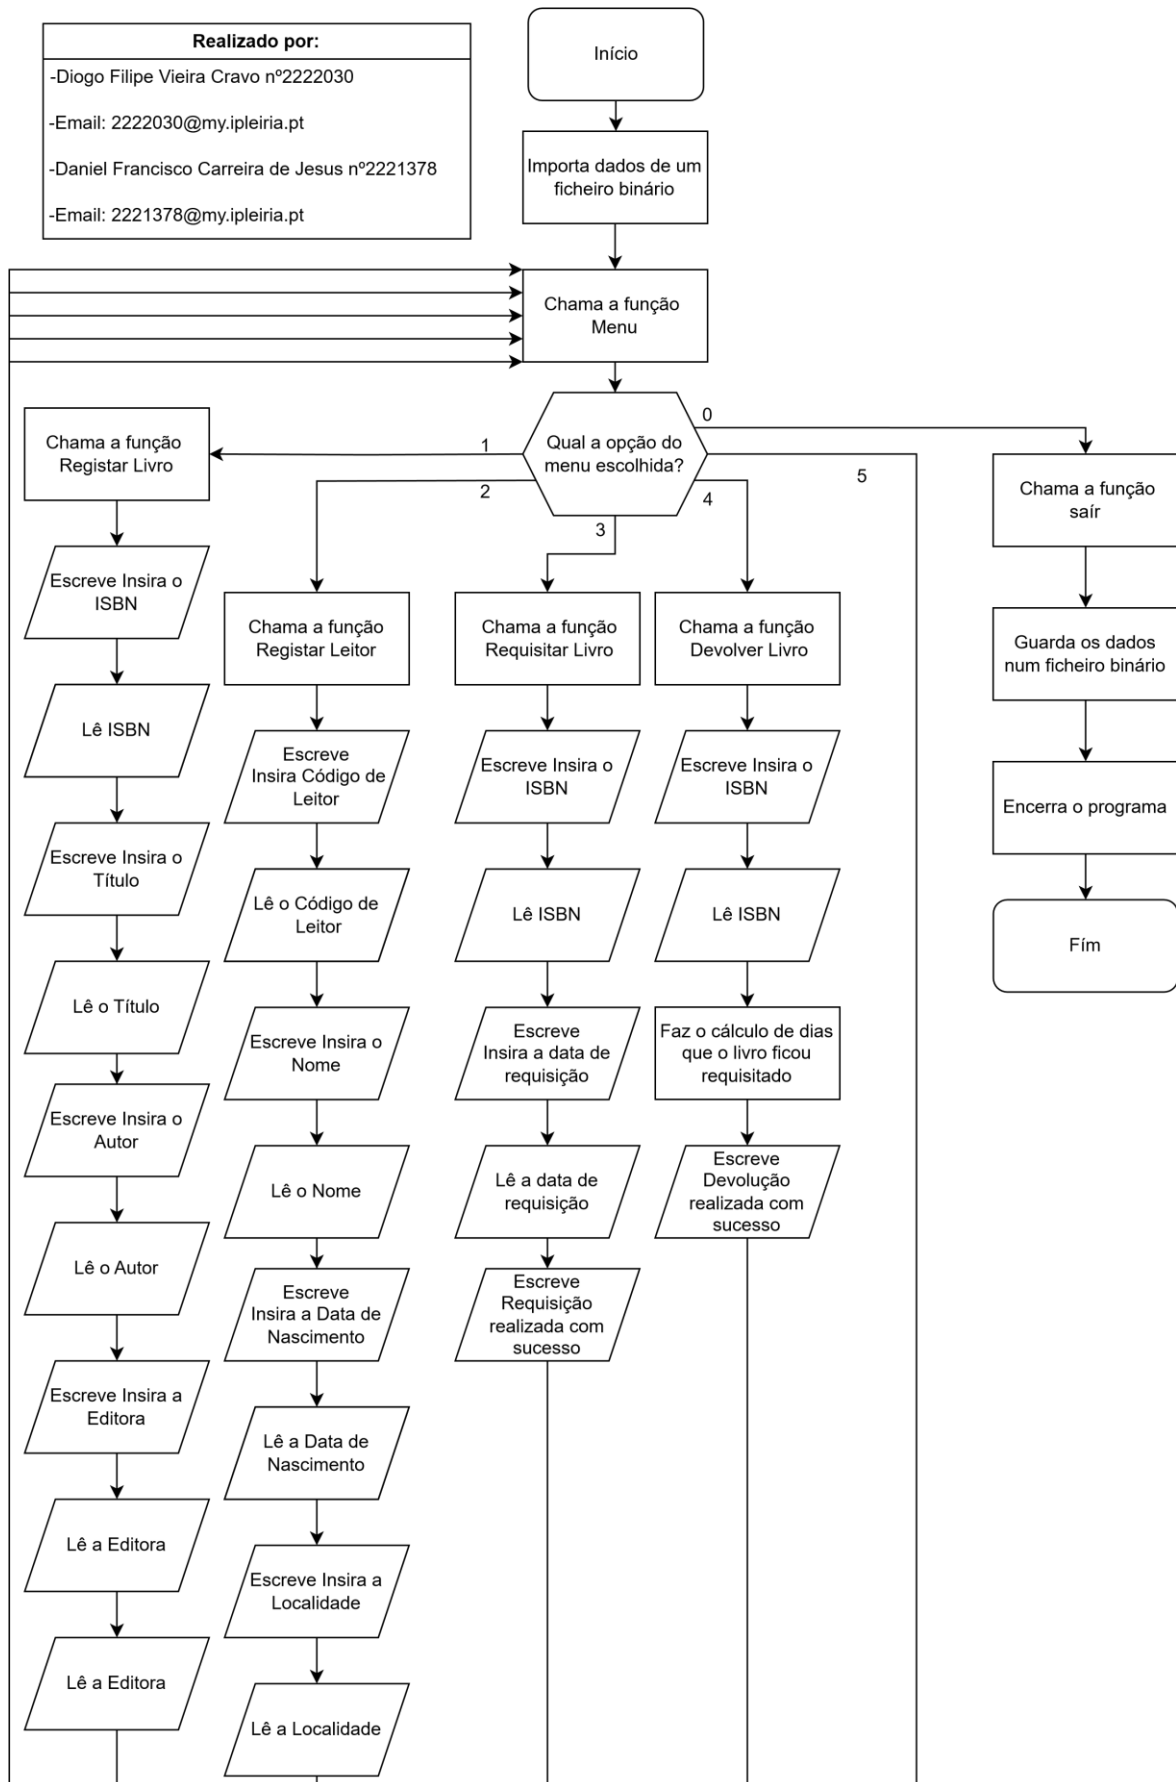 Realizado por:
-Diogo Filipe Vieira Cravo nº2222030
-Email: 2222030@my.ipleiria.pt
-Daniel Francisco Carreira de Jesus nº2221378
-Email: 2221378@my.ipleiria.pt
Início
Importa dados de um
ficheiro binário
Chama a função
Menu
Qual a opção do
menu escolhida?
0
1
2
3
4
5
Chama a função
Registar Livro
Escreve Insira o
ISBN
Lê ISBN
Escreve Insira o
Título
Lê o Título
Escreve Insira o
Autor
Lê o Autor
Escreve Insira a
Editora
Lê a Editora
Lê a Editora
Chama a função
Registar Leitor
Escreve
Insira Código de
Leitor
Lê o Código de
Leitor
Escreve Insira o
Nome
Lê o Nome
Escreve
Insira a Data de
Nascimento
Lê a Data de
Nascimento
Escreve Insira a
Localidade
Lê a Localidade
Chama a função
Requisitar Livro
Escreve Insira o
ISBN
Lê ISBN
Escreve
Insira a data de
requisição
Lê a data de
requisição
Escreve
Requisição
realizada com
sucesso
Chama a função
Devolver Livro
Escreve Insira o
ISBN
Lê ISBN
Faz o cálculo de dias
que o livro ficou
requisitado
Escreve
Devolução
realizada com
sucesso
Chama a função
saír
Guarda os dados
num ficheiro binário
Encerra o programa
Fím